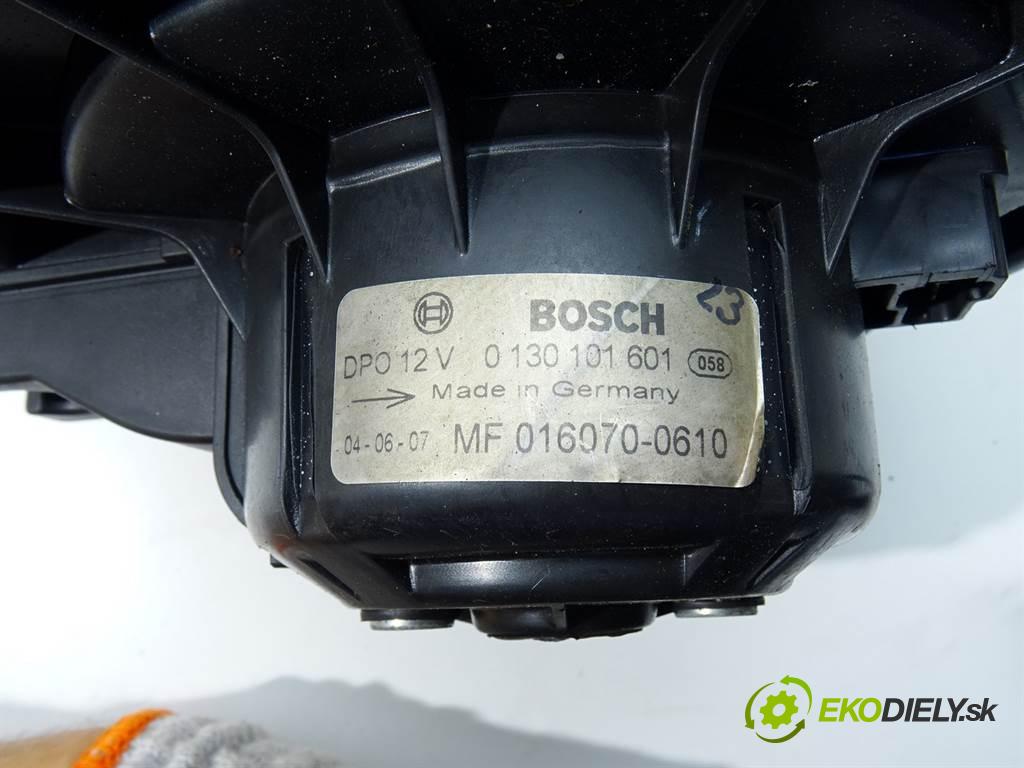 BOSCH
23
DPO 12 V 0 130 101 601 058
Made in Germany
04-06-07 MF 016070-0610
EKODIELY.sk